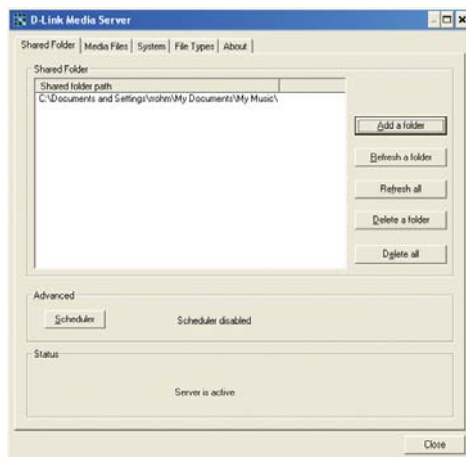 D-Link Media Server
Shared Folder Media Files System File Types About
Shared Folder
Shared folder path
C:\Documents and Settings\rrohm\My Documents\My Music\
Add a folder
Refresh a folder
Refresh all
Delete a folder
Delete all
Advanced
Scheduler Scheduler disabled
Status
Server is active
Close